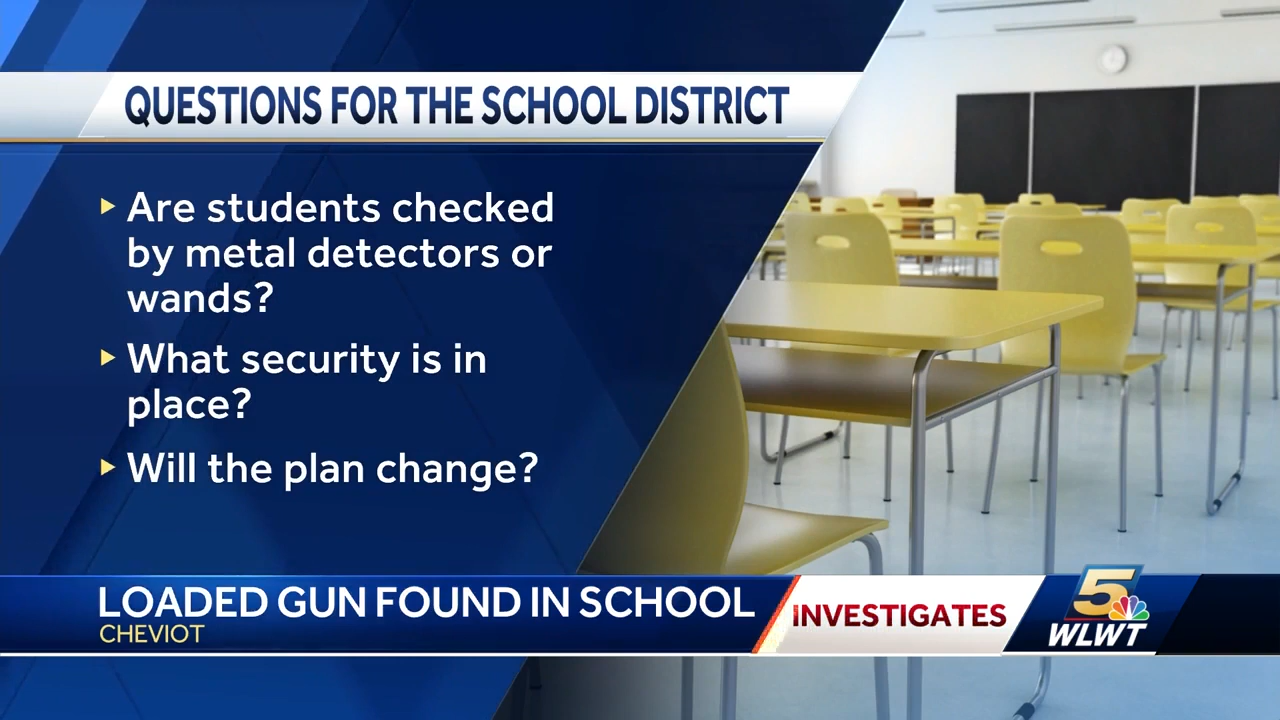 QUESTIONS FOR THE SCHOOL DISTRICT
Are students checked
by metal detectors or
wands?
What security is in
place?
Will the plan change?
LOADED GUN FOUND IN SCHOOL
CHEVIOT
INVESTIGATES
5
WLWT